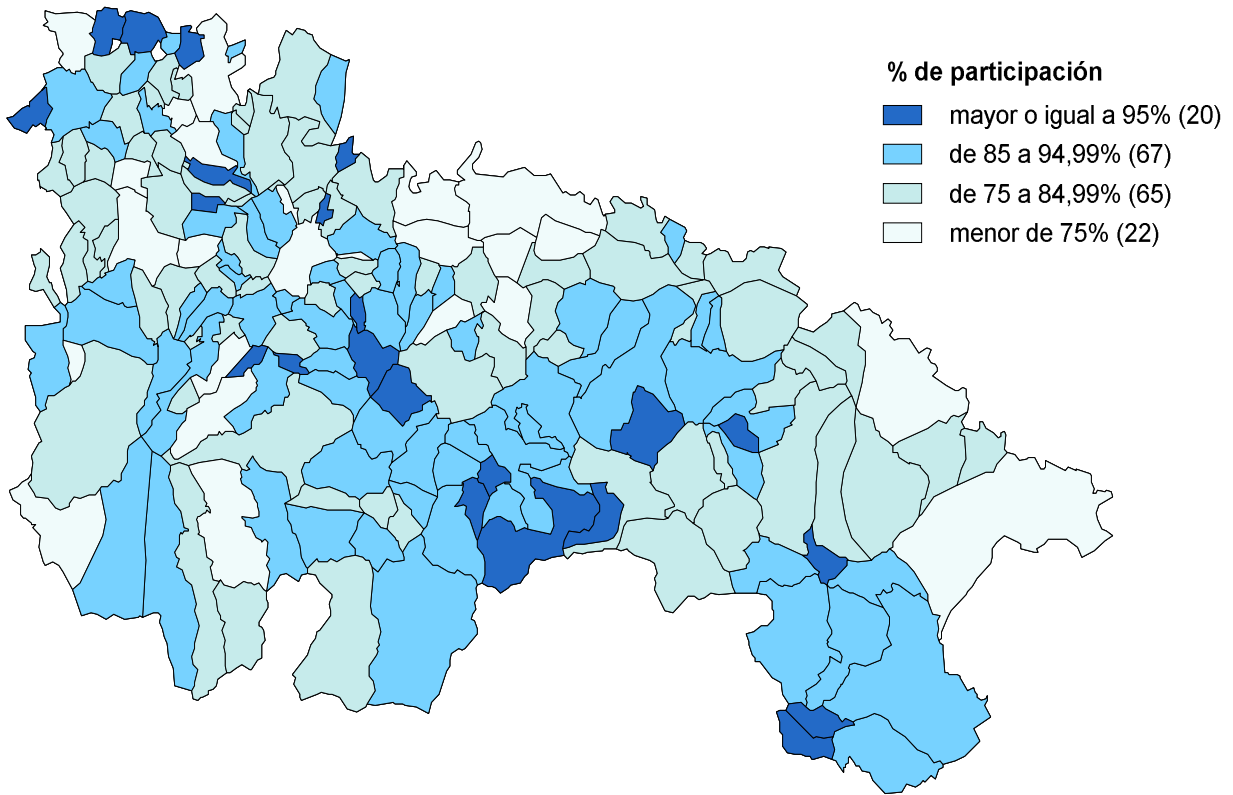 % de participación
mayor o igual a 95% (20)
de 85 a 94,99% (67)
de 75 a 84,99% (65)
menor de 75% (22)